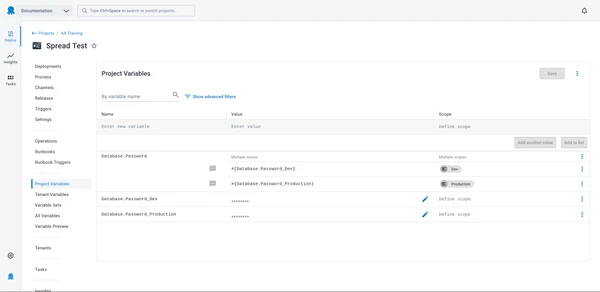 Documentation
Type Ctrl+Space to search or switch projects...
Deploy
Insights
Tasks
Projects / AA Training
Spread Test
Deployments
Process
Channels
Releases
Triggers
Settings
Operations
Runbooks
Runbook Triggers
Project Variables
Tenant Variables
Variable Sets
All Variables
Variable Preview
Tenants
Tasks
Insights
Project Variables
Save
By variable name
Show advanced filters
Name Value Scope
Enter new variable Enter value Define scope
Add another value Add to list
Database.Password Multiple values Multiple scopes
#{Database.Password_Dev} Dev
#{Database.Password_Production} Production
Database.Password_Dev ******** Define scope
Database.Password_Production ******** Define scope